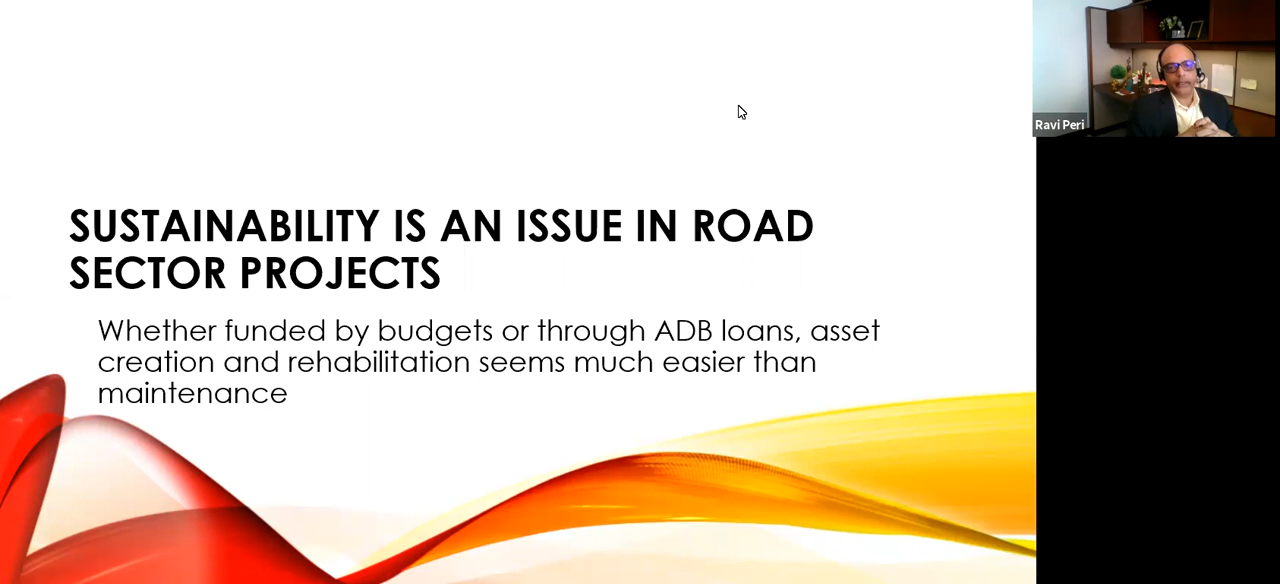 SUSTAINABILITY IS AN ISSUE IN ROAD
SECTOR PROJECTS
Whether funded by budgets or through ADB loans, asset
creation and rehabilitation seems much easier than
maintenance
Ravi Peri